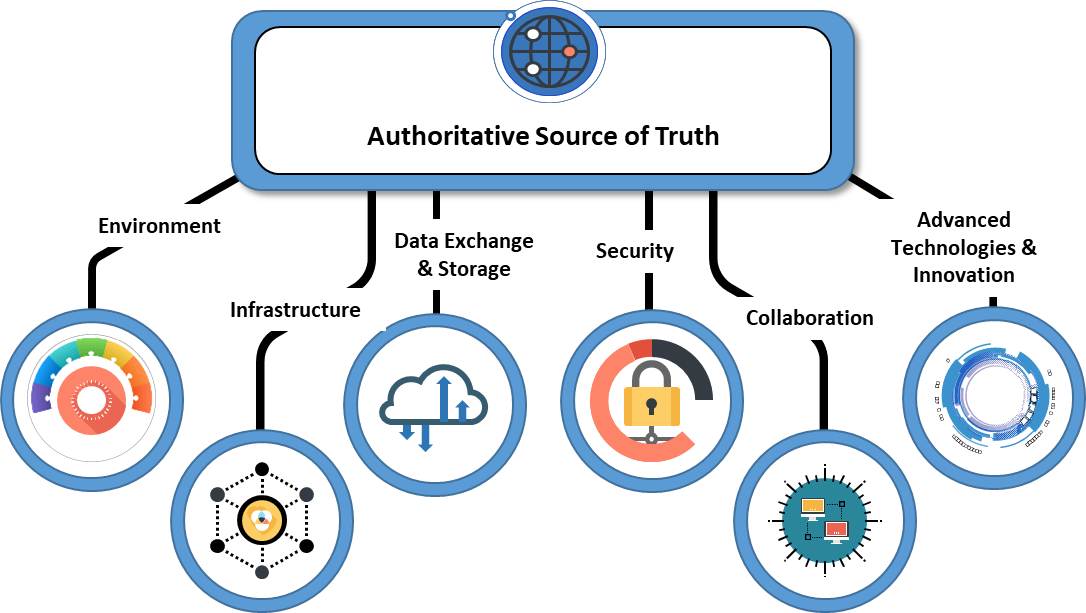 Authoritative Source of Truth
Environment
Infrastructure
Data Exchange
& Storage
Security
Collaboration
Advanced
Technologies &
Innovation